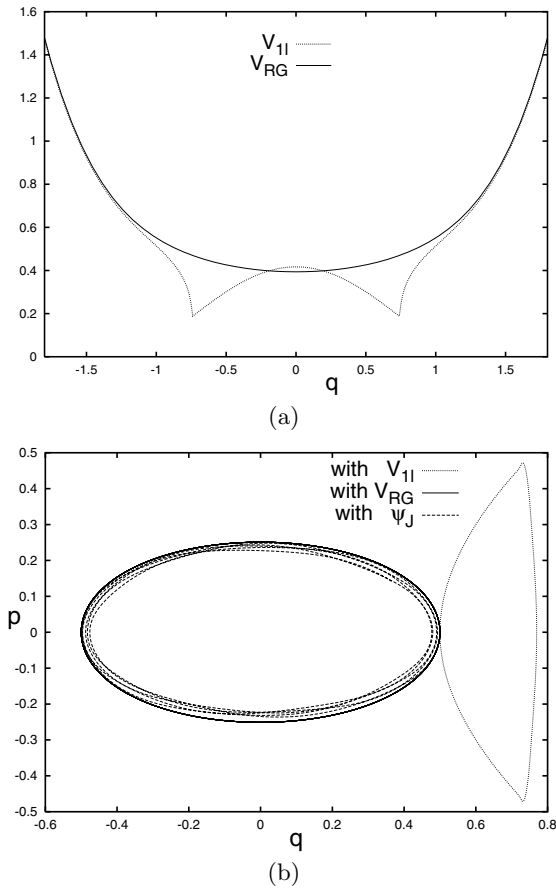 1.6
1.4
1.2
1
0.8
0.6
0.4
0.2
0
V1l
VRG
-1.5 -1 -0.5 0 0.5 1 1.5
q
(a)
0.5
0.4
0.3
0.2
0.1
p 0
-0.1
-0.2
-0.3
-0.4
-0.5
with V1l
with VRG
with ψJ
-0.6 -0.4 -0.2 0 0.2 0.4 0.6 0.8
q
(b)